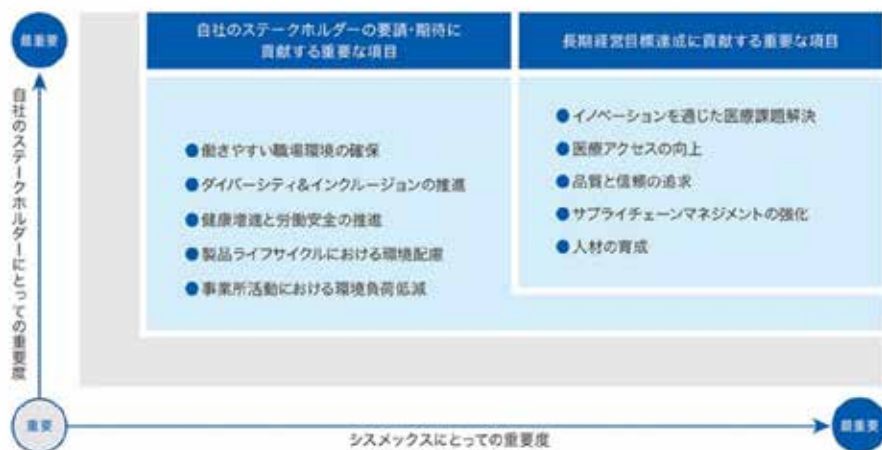 最重要
自社のステークホルダーの要請・期待に
貢献する重要な項目
長期経営目標達成に貢献する重要な項目
自社のステークホルダーにとっての重要度
●働きやすい職場環境の確保
●ダイバーシティ&インクルージョンの推進
●健康増進と労働安全の推進
●製品ライフサイクルにおける環境配慮
●事業所活動における環境負荷低減
●イノベーションを通じた医療課題解決
●医療アクセスの向上
●品質と信頼の追求
●サプライチェーンマネジメントの強化
●人材の育成
重要
シスメックスにとっての重要度
最重要